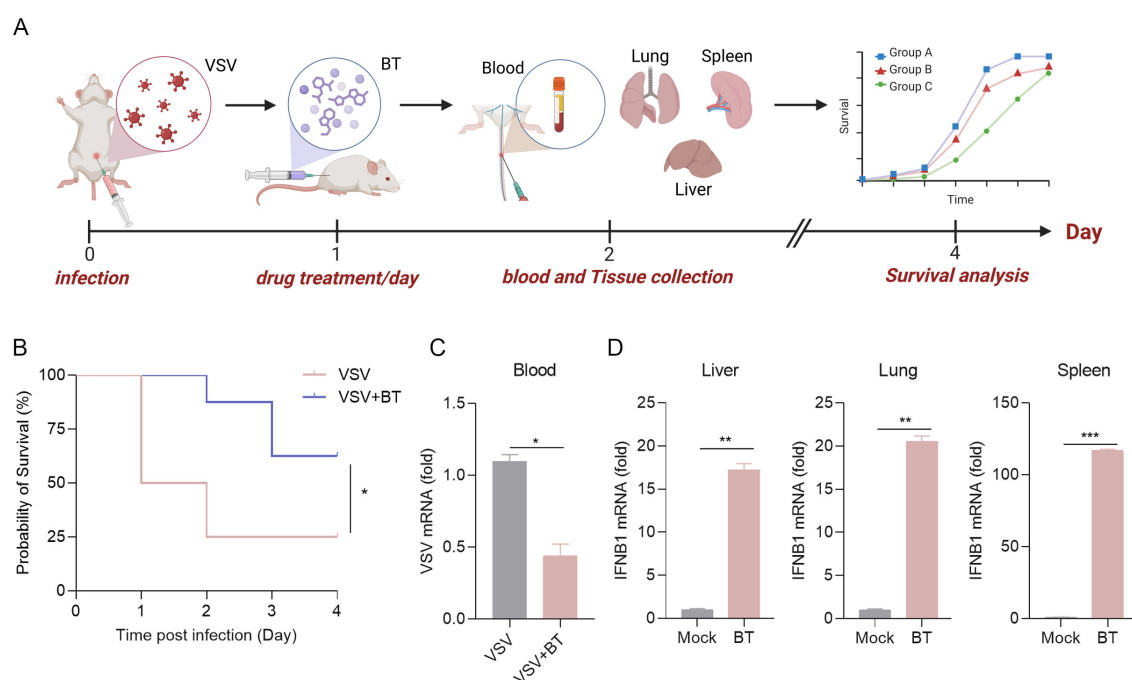 A
VSV
BT
Blood
Lung
Spleen
Liver
Group A
Group B
Group C
Survial
Time
0
1
2
4
Day
infection
drug treatment/day
blood and Tissue collection
Survival analysis
B
Probability of Survival (%)
100
75
50
25
0
0 1 2 3 4
Time post infection (Day)
VSV
VSV+BT
*
C
Blood
VSV mRNA (fold)
1.5
1.0
0.5
0.0
*
VSV
VSV+BT
D
Liver
IFNB1 mRNA (fold)
25
20
15
10
5
0
**
Mock BT
Lung
IFNB1 mRNA (fold)
25
20
15
10
5
0
**
Mock BT
Spleen
IFNB1 mRNA (fold)
150
100
50
0
***
Mock BT